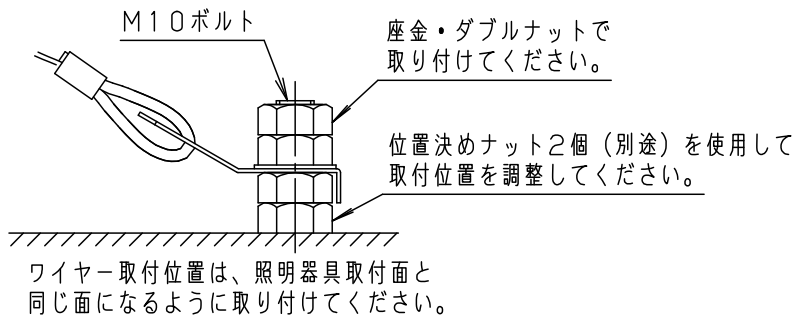 M10ボルト
座金・ダブルナットで
取り付けてください。
位置決めナット2個（別途）を使用して
取付位置を調整してください。
ワイヤー取付位置は、照明器具取付面と
同じ面になるように取り付けてください。